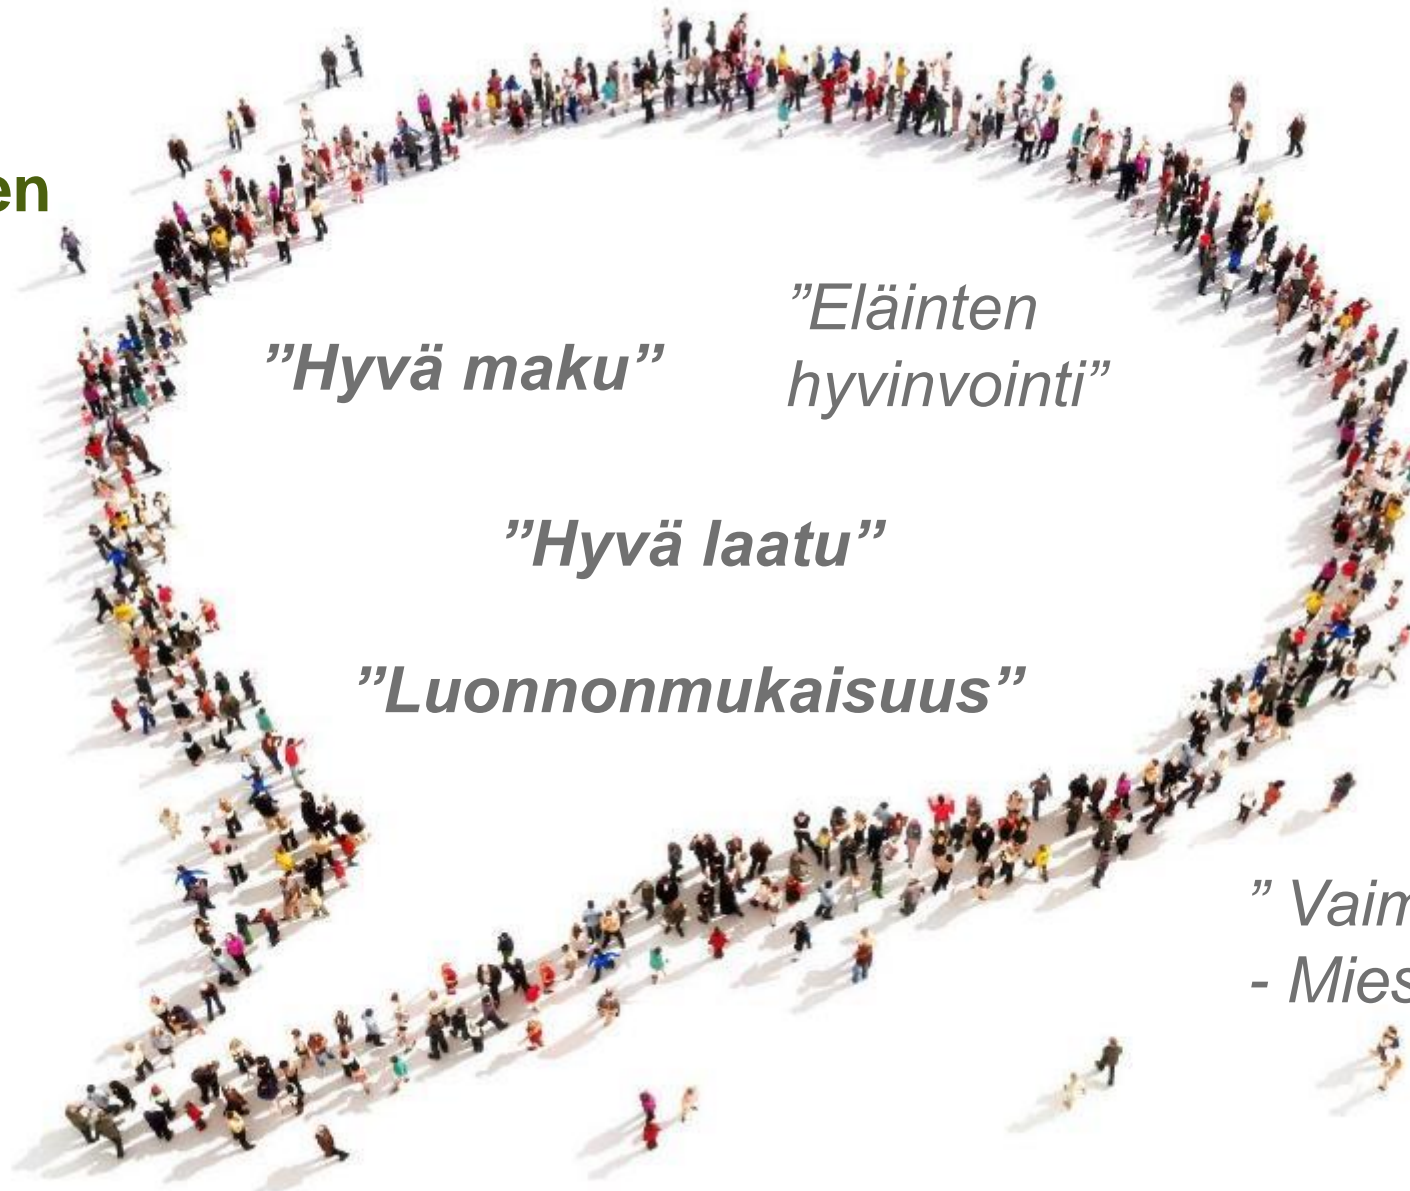 en
”Eläinten
hyvinvointi”
”Hyvä maku”
”Hyvä laatu”
”Luonnonmukaisuus”
” Vaim
- Mies